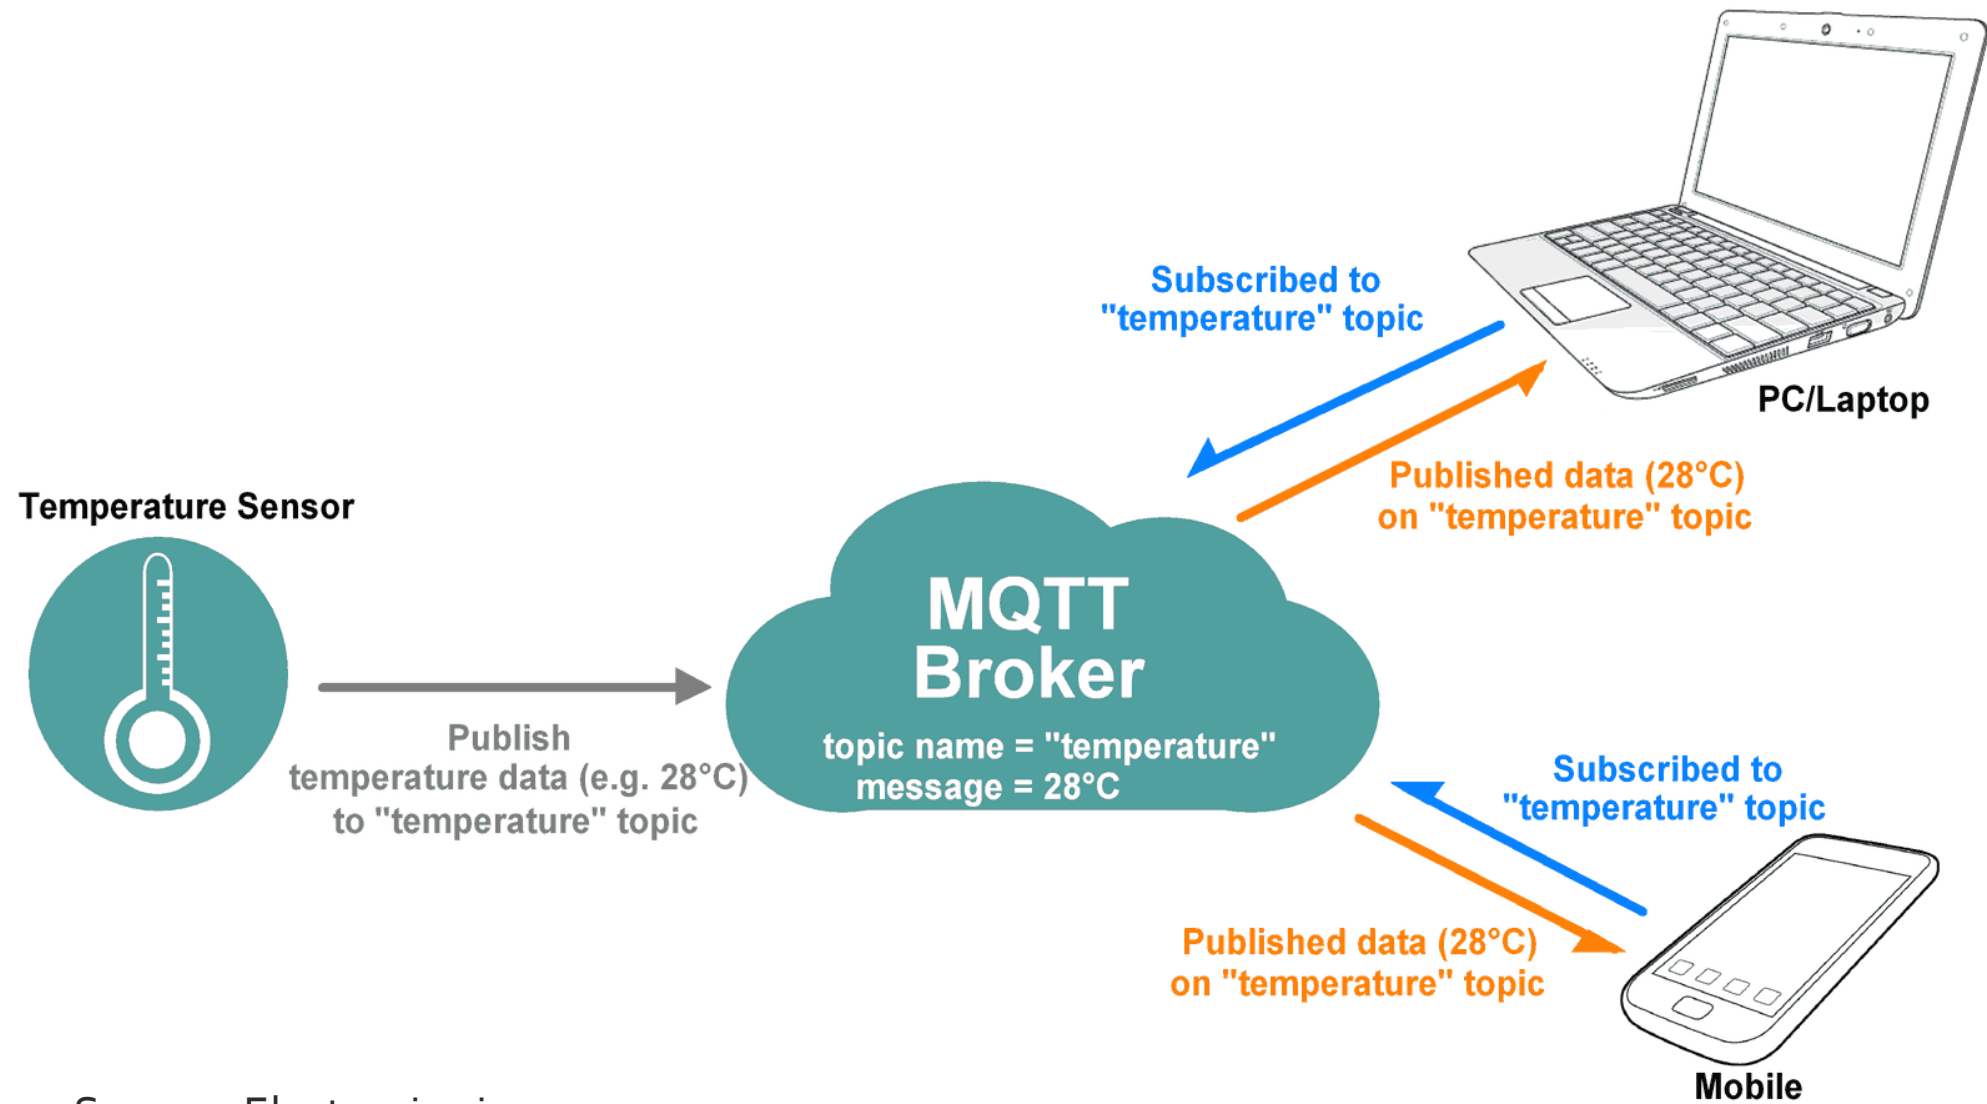 Subscribed to
"temperature" topic
PC/Laptop
Published data (28°C)
on "temperature" topic
Temperature Sensor
MQTT
Broker
topic name = "temperature"
message = 28°C
Publish
temperature data (e.g. 28°C)
to "temperature" topic
Subscribed to
"temperature" topic
Published data (28°C)
on "temperature" topic
Mobile